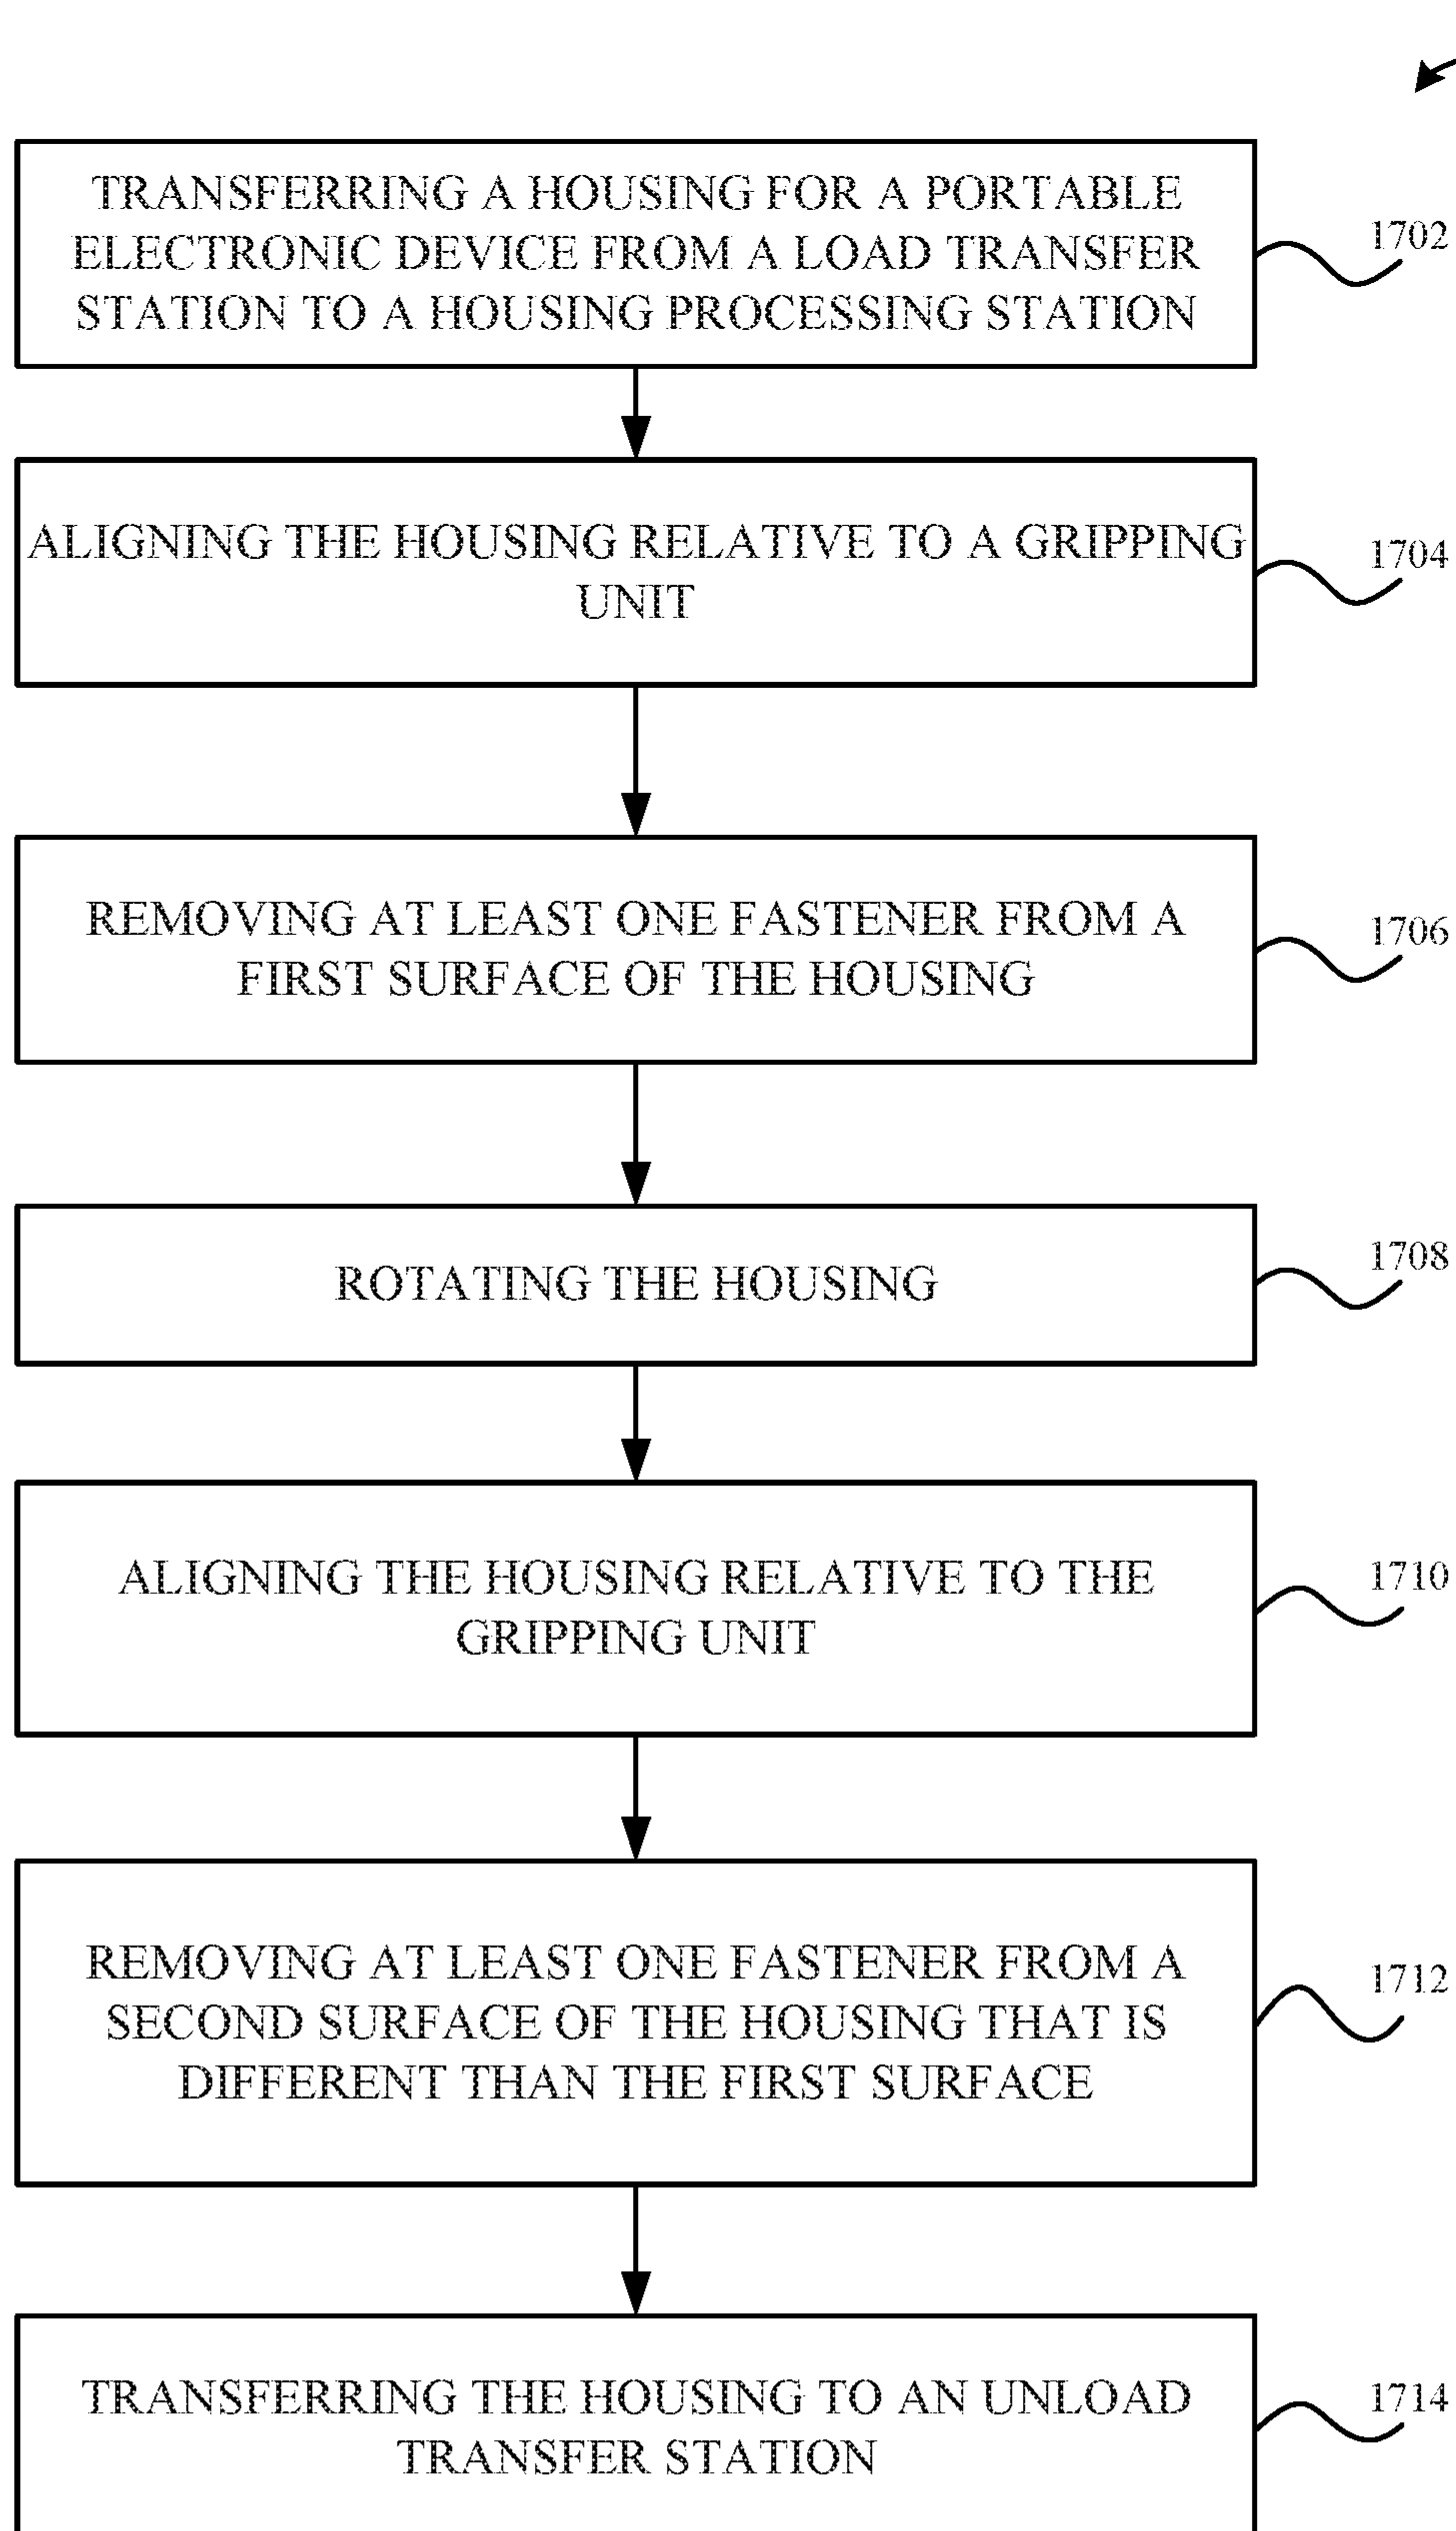 TRANSFERRING A HOUSING FOR A PORTABLE
ELECTRONIC DEVICE FROM A LOAD TRANSFER
STATION TO A HOUSING PROCESSING STATION
1702
ALIGNING THE HOUSING RELATIVE TO A GRIPPING
UNIT
1704
REMOVING AT LEAST ONE FASTENER FROM A
FIRST SURFACE OF THE HOUSING
1706
ROTATING THE HOUSING
1708
ALIGNING THE HOUSING RELATIVE TO THE
GRIPPING UNIT
1710
REMOVING AT LEAST ONE FASTENER FROM A
SECOND SURFACE OF THE HOUSING THAT IS
DIFFERENT THAN THE FIRST SURFACE
1712
TRANSFERRING THE HOUSING TO AN UNLOAD
TRANSFER STATION
1714